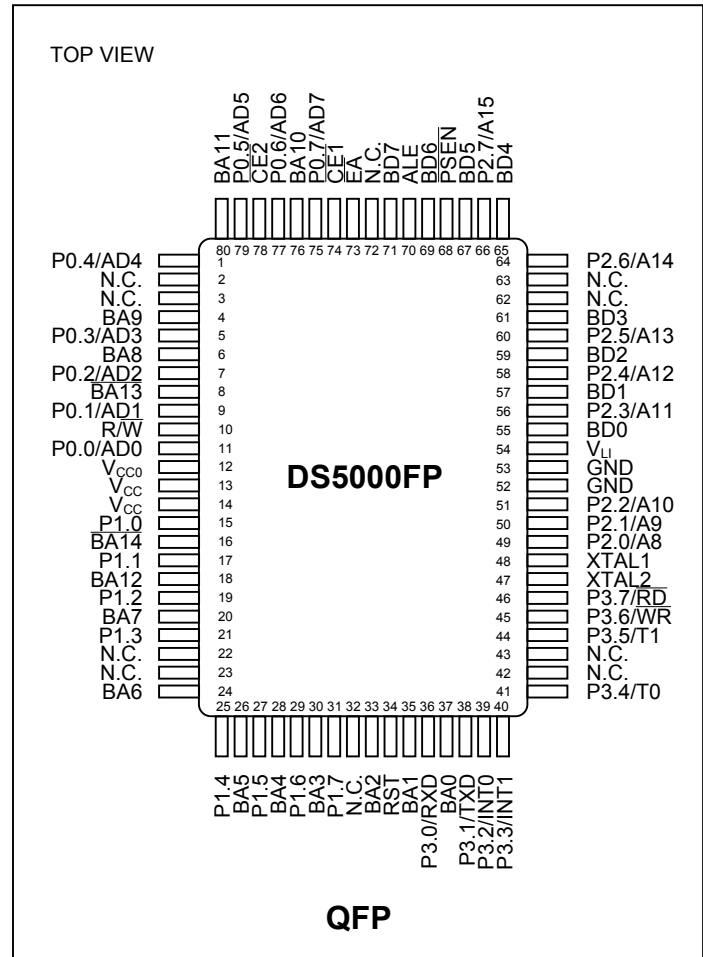 TOP VIEW
BA11
P0.5/AD5
CE2
P0.6/AD6
BA10
P0.7/AD7
CE1
EA
N.C.
BD7
ALE
BD6
PSEN
BD5
P2.7/A15
BD4
80 79 78 77 76 75 74 73 72 71 70 69 68 67 66 65
P0.4/AD4 1 64 P2.6/A14
N.C. 2 63 N.C.
N.C. 3 62 N.C.
BA9 4 61 BD3
P0.3/AD3 5 60 P2.5/A13
BA8 6 59 BD2
P0.2/AD2 7 58 P2.4/A12
BA13 8 57 BD1
P0.1/AD1 9 56 P2.3/A11
R/W 10 55 BD0
P0.0/AD0 11 54 VLI
VCC0 12 53 GND
VCC 13 52 GND
VCC 14 51 P2.2/A10
P1.0 15 50 P2.1/A9
BA14 16 49 P2.0/A8
P1.1 17 48 XTAL1
BA12 18 47 XTAL2
P1.2 19 46 P3.7/RD
BA7 20 45 P3.6/WR
P1.3 21 44 P3.5/T1
N.C. 22 43 N.C.
N.C. 23 42 N.C.
BA6 24 41 P3.4/T0
DS5000FP
25 26 27 28 29 30 31 32 33 34 35 36 37 38 39 40
P1.4
BA5
P1.5
BA4
P1.6
BA3
P1.7
N.C.
BA2
RST
BA1
P3.0/RXD
BA0
P3.1/TXD
P3.2/INT0
P3.3/INT1
QFP